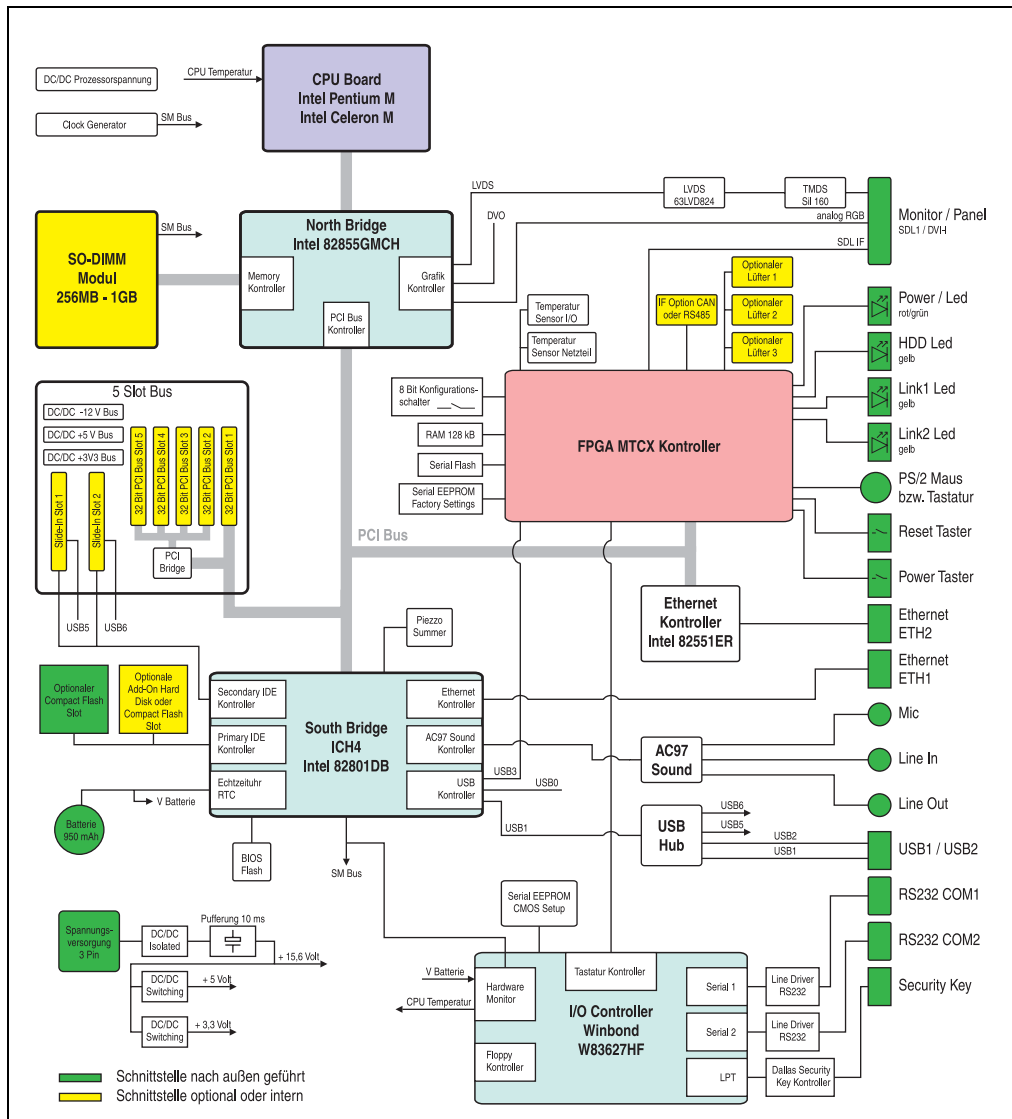 DC/DC Prozessorspannung
CPU Temperatur
CPU Board
Intel Pentium M
Intel Celeron M
Clock Generator
SM Bus
SO-DIMM
Modul
256MB - 1GB
SM Bus
North Bridge
Intel 82855GMCH
Memory
Kontroller
Grafik
Kontroller
PCI Bus
Kontroller
LVDS
DVO
LVDS
63LVD824
TMDS
Sil 160
analog RGB
SDL IF
Monitor / Panel
SDL1 / DVI-I
Temperatur
Sensor I/O
Temperatur
Sensor Netzteil
IF Option CAN
oder RS485
Optionaler
Lüfter 1
Optionaler
Lüfter 2
Optionaler
Lüfter 3
Power / Led
rot/grün
HDD Led
gelb
Link1 Led
gelb
Link2 Led
gelb
PS/2 Maus
bzw. Tastatur
Reset Taster
Power Taster
Ethernet
ETH2
Ethernet
ETH1
Mic
Line In
Line Out
USB1 / USB2
RS232 COM1
RS232 COM2
Security Key
5 Slot Bus
DC/DC -12 V Bus
DC/DC +5 V Bus
DC/DC +3V3 Bus
Slide-In Slot 1
Slide-In Slot 2
32 Bit PCI Bus Slot 5
32 Bit PCI Bus Slot 4
32 Bit PCI Bus Slot 3
32 Bit PCI Bus Slot 2
32 Bit PCI Bus Slot 1
PCI
Bridge
USB5
USB6
8 Bit Konfigurations-
schalter
RAM 128 kB
Serial Flash
Serial EEPROM
Factory Settings
FPGA MTCX Kontroller
PCI Bus
Ethernet
Kontroller
Intel 82551ER
Piezzo
Summer
Optionaler
Compact Flash
Slot
Optionale
Add-On Hard
Disk oder
Compact Flash
Slot
Secondary IDE
Kontroller
Primary IDE
Kontroller
Echtzeituhr
RTC
South Bridge
ICH4
Intel 82801DB
Ethernet
Kontroller
AC97 Sound
Kontroller
USB
Kontroller
USB3
USB0
USB1
AC97
Sound
USB
Hub
USB6
USB5
USB2
USB1
V Batterie
Batterie
950 mAh
BIOS
Flash
SM Bus
Serial EEPROM
CMOS Setup
Spannungs-
versorgung
3 Pin
DC/DC
Isolated
Pufferung 10 ms
+ 15,6 Volt
DC/DC
Switching
+ 5 Volt
DC/DC
Switching
+ 3,3 Volt
V Batterie
CPU Temperatur
Hardware
Monitor
Tastatur Kontroller
I/O Controller
Winbond
W83627HF
Floppy
Kontroller
Serial 1
Serial 2
LPT
Line Driver
RS232
Line Driver
RS232
Dallas Security
Key Kontroller
Schnittstelle nach außen geführt
Schnittstelle optional oder intern